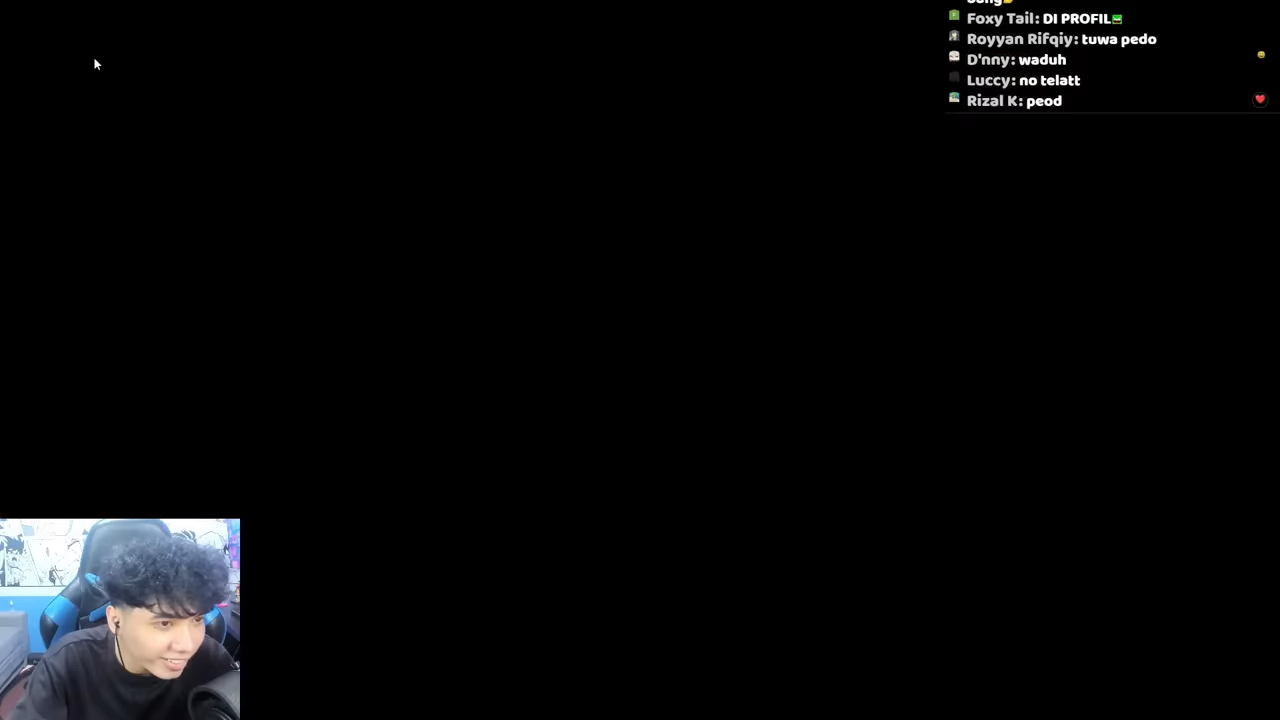 Foxy Tail: DI PROFIL
Royyan Rifqiy: tuwa pedo
D'nny: waduh
Luccy: no telatt
Rizal K: peod